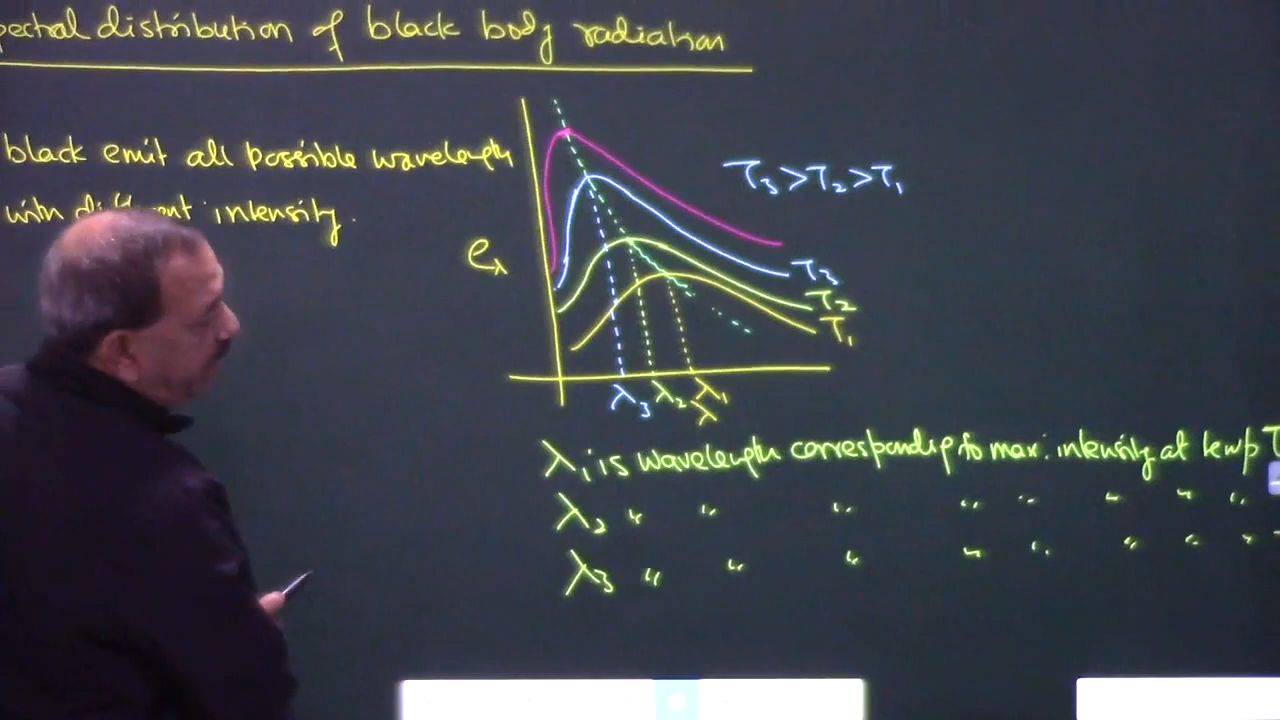 pectral distribution of black body radiation
black emit all possible wavelength
with different intensity.
T₃>T₂>T₁
eλ
T₃
T₂
T₁
λ₃ λ₂ λ₁
λ
λ₁ is wavelength corresponding to max. intensity at temp T
λ₂ " " " " " " " "
λ₃ " " " " " " " "